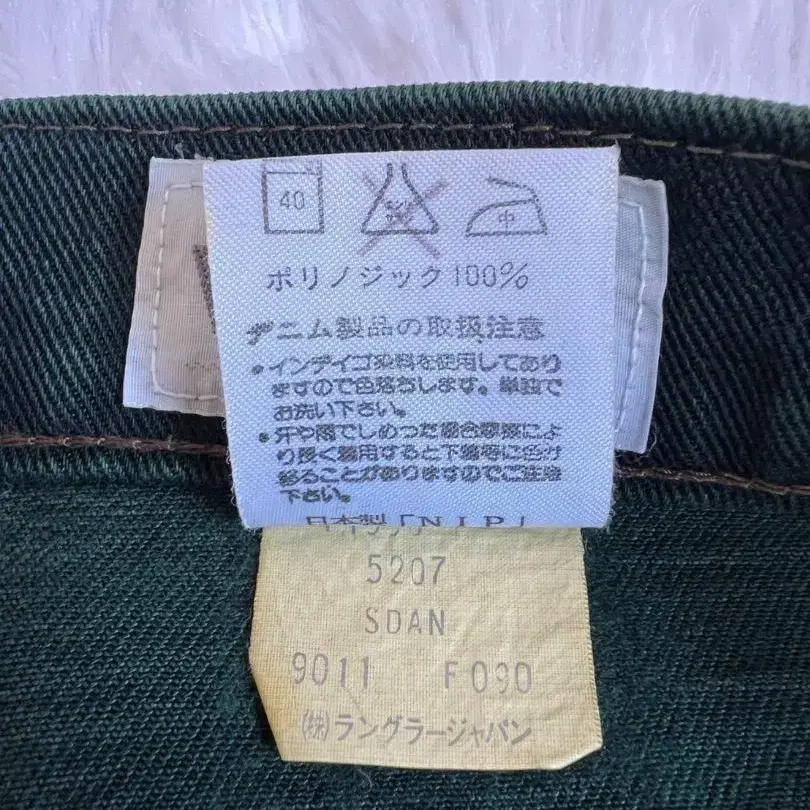 40
中
ポリノジック100%
デニム製品の取扱注意
・インデイゴ染料を使用してあり
ますので色落ちします。単独で
お洗い下さい。
・汗や雨でしめった場合摩擦によ
り長く着用すると下着等に色が
移ることがありますのでご注意
下さい。
日本製「NIP」
5207
SDAN
9011 F090
㈱ラングラージャパン